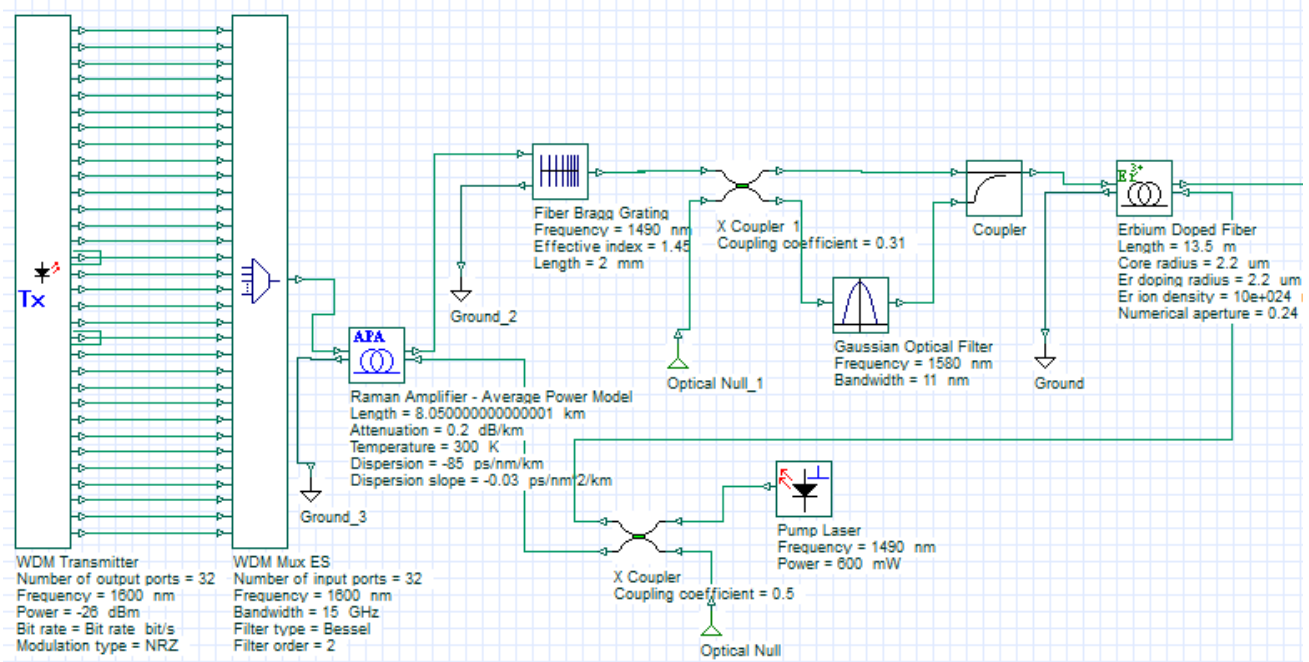 Tx
WDM Transmitter
Number of output ports = 32
Frequency = 1600 nm
Power = -26 dBm
Bit rate = Bit rate bit/s
Modulation type = NRZ
WDM Mux ES
Number of input ports = 32
Frequency = 1600 nm
Bandwidth = 15 GHz
Filter type = Bessel
Filter order = 2
Ground_3
APA
Raman Amplifier - Average Power Model
Length = 8.050000000000001 km
Attenuation = 0.2 dB/km
Temperature = 300 K
Dispersion = -85 ps/nm/km
Dispersion slope = -0.03 ps/nm^2/km
Ground_2
Fiber Bragg Grating
Frequency = 1490 nm
Effective index = 1.45
Length = 2 mm
X Coupler_1
Coupling coefficient = 0.31
Optical Null_1
Gaussian Optical Filter
Frequency = 1580 nm
Bandwidth = 11 nm
Coupler
Er3+
Erbium Doped Fiber
Length = 13.5 m
Core radius = 2.2 um
Er doping radius = 2.2 um
Er ion density = 10e+024
Numerical aperture = 0.24
Ground
Pump Laser
Frequency = 1490 nm
Power = 600 mW
X Coupler
Coupling coefficient = 0.5
Optical Null